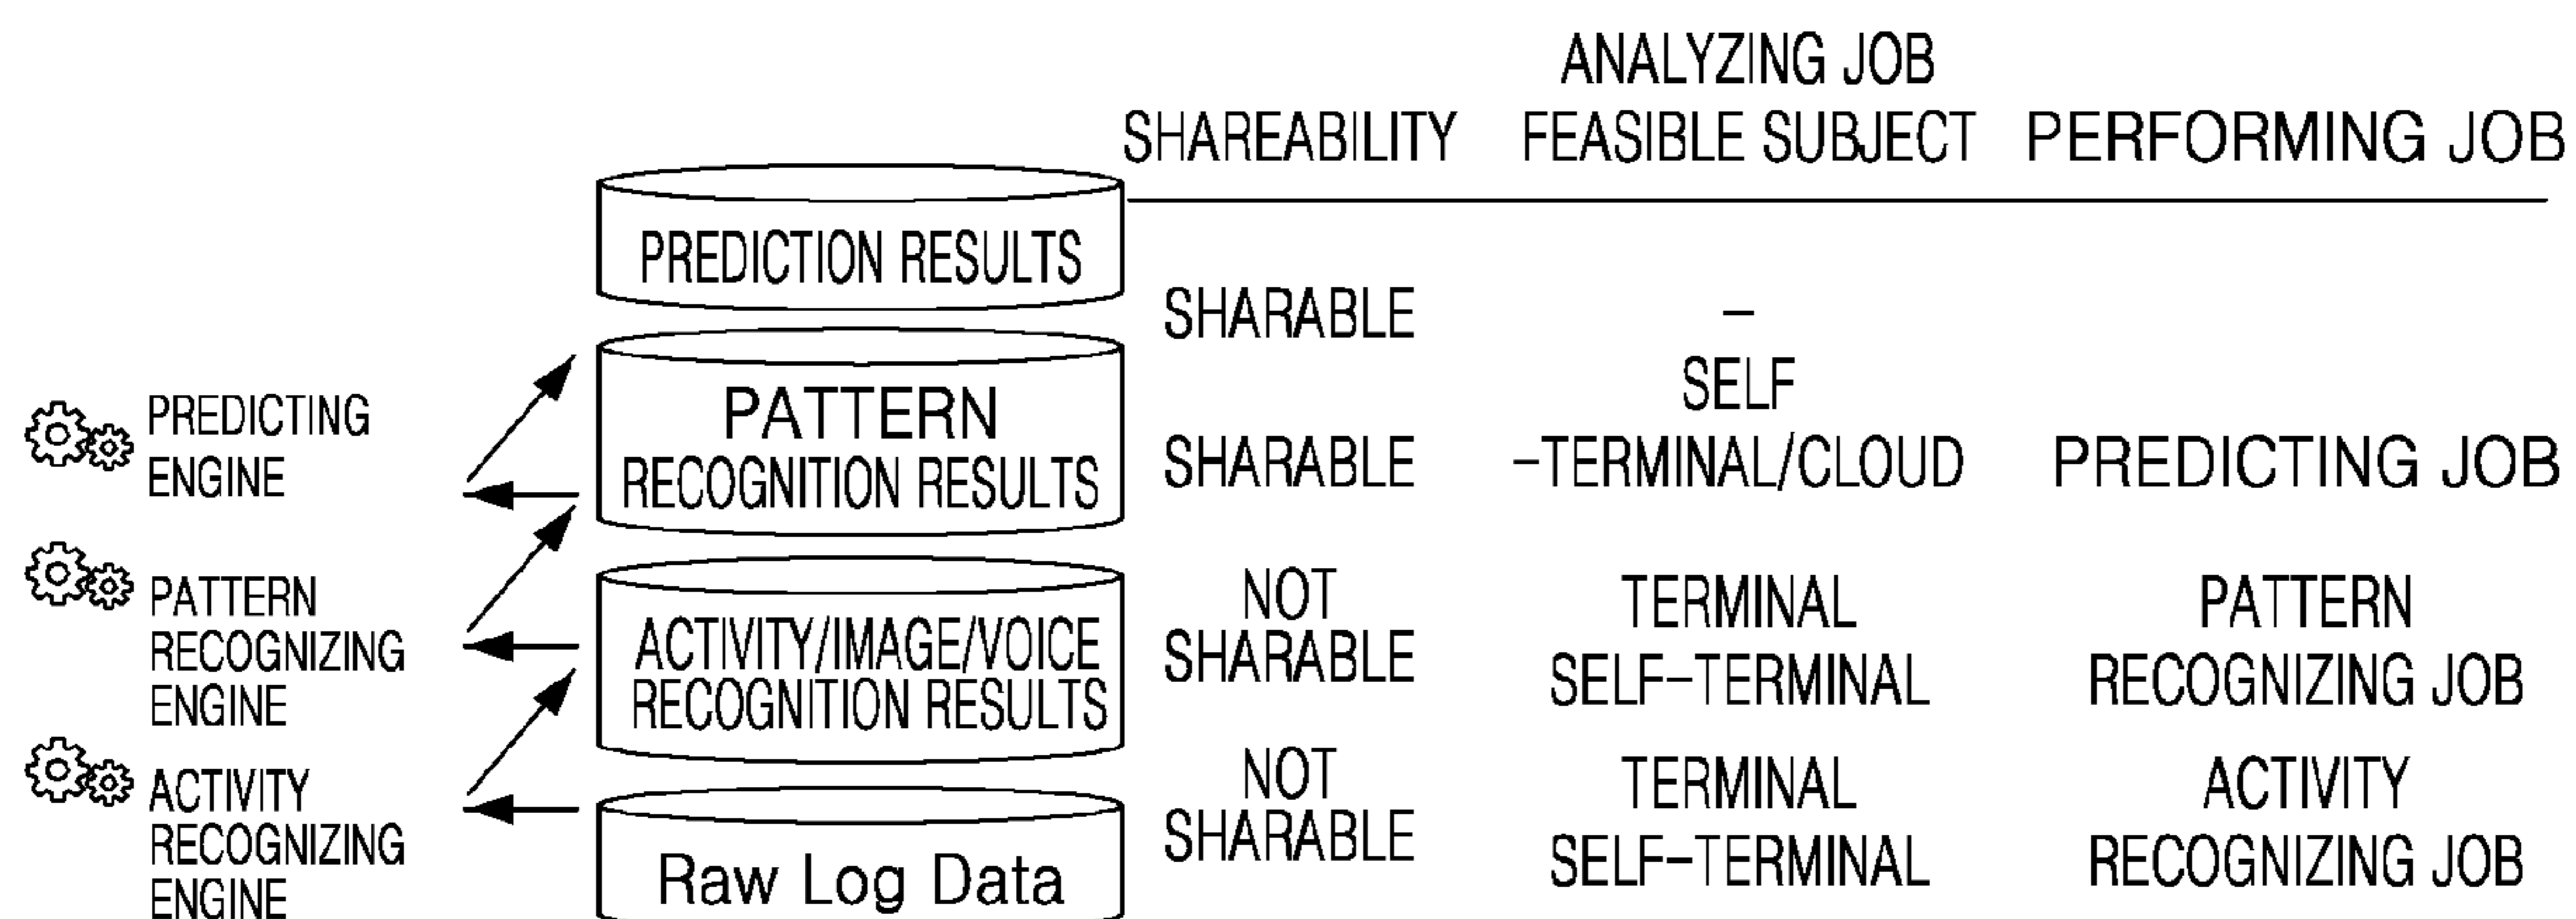 ANALYZING JOB
SHAREABILITY FEASIBLE SUBJECT PERFORMING JOB
PREDICTION RESULTS
SHARABLE –
PREDICTING
ENGINE
PATTERN
RECOGNITION RESULTS
SHARABLE
SELF
–TERMINAL/CLOUD
PREDICTING JOB
PATTERN
RECOGNIZING
ENGINE
ACTIVITY/IMAGE/VOICE
RECOGNITION RESULTS
NOT
SHARABLE
TERMINAL
SELF–TERMINAL
PATTERN
RECOGNIZING JOB
ACTIVITY
RECOGNIZING
ENGINE
Raw Log Data
NOT
SHARABLE
TERMINAL
SELF–TERMINAL
ACTIVITY
RECOGNIZING JOB